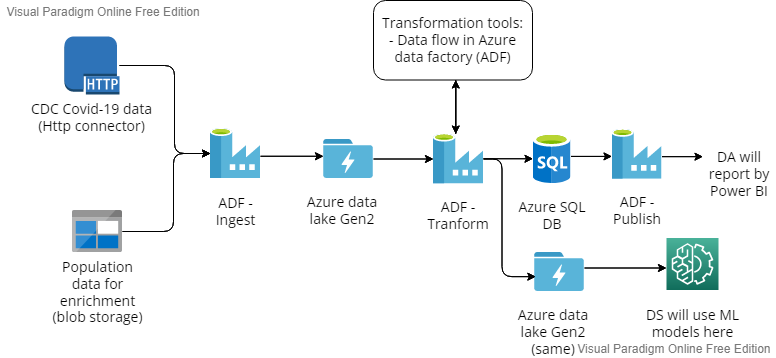 Visual Paradigm Online Free Edition
Transformation tools:
- Data flow in Azure
data factory (ADF)
HTTP
CDC Covid-19 data
(Http connector)
ADF -
Ingest
Azure data
lake Gen2
ADF -
Tranform
SQL
Azure SQL
DB
ADF -
Publish
DA will
report by
Power BI
Population
data for
enrichment
(blob storage)
Azure data
lake Gen2
(same)
DS will use ML
models here
Visual Paradigm Online Free Edition